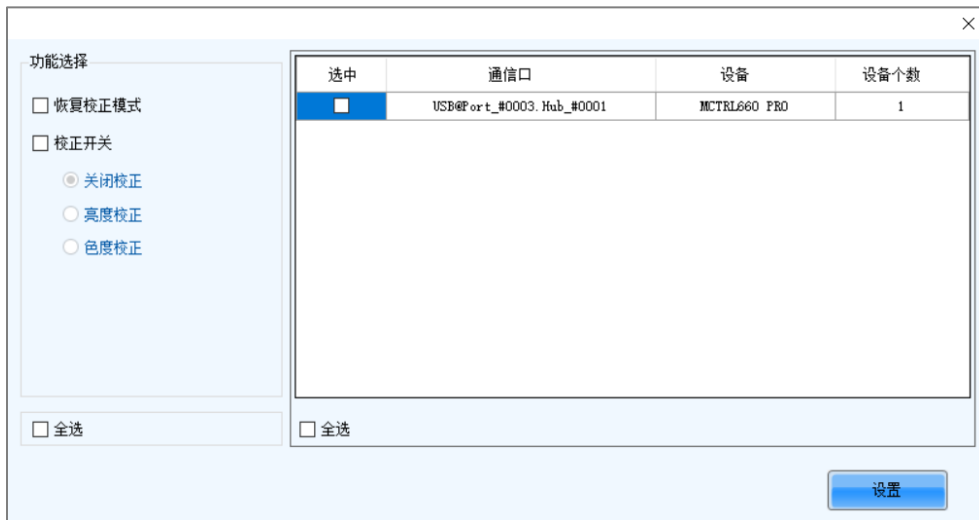 功能选择
恢复校正模式
校正开关
关闭校正
亮度校正
色度校正
全选
选中 通信口 设备 设备个数
USB@Port_#0003.Hub_#0001 MCTRL660 PRO 1
全选
设置